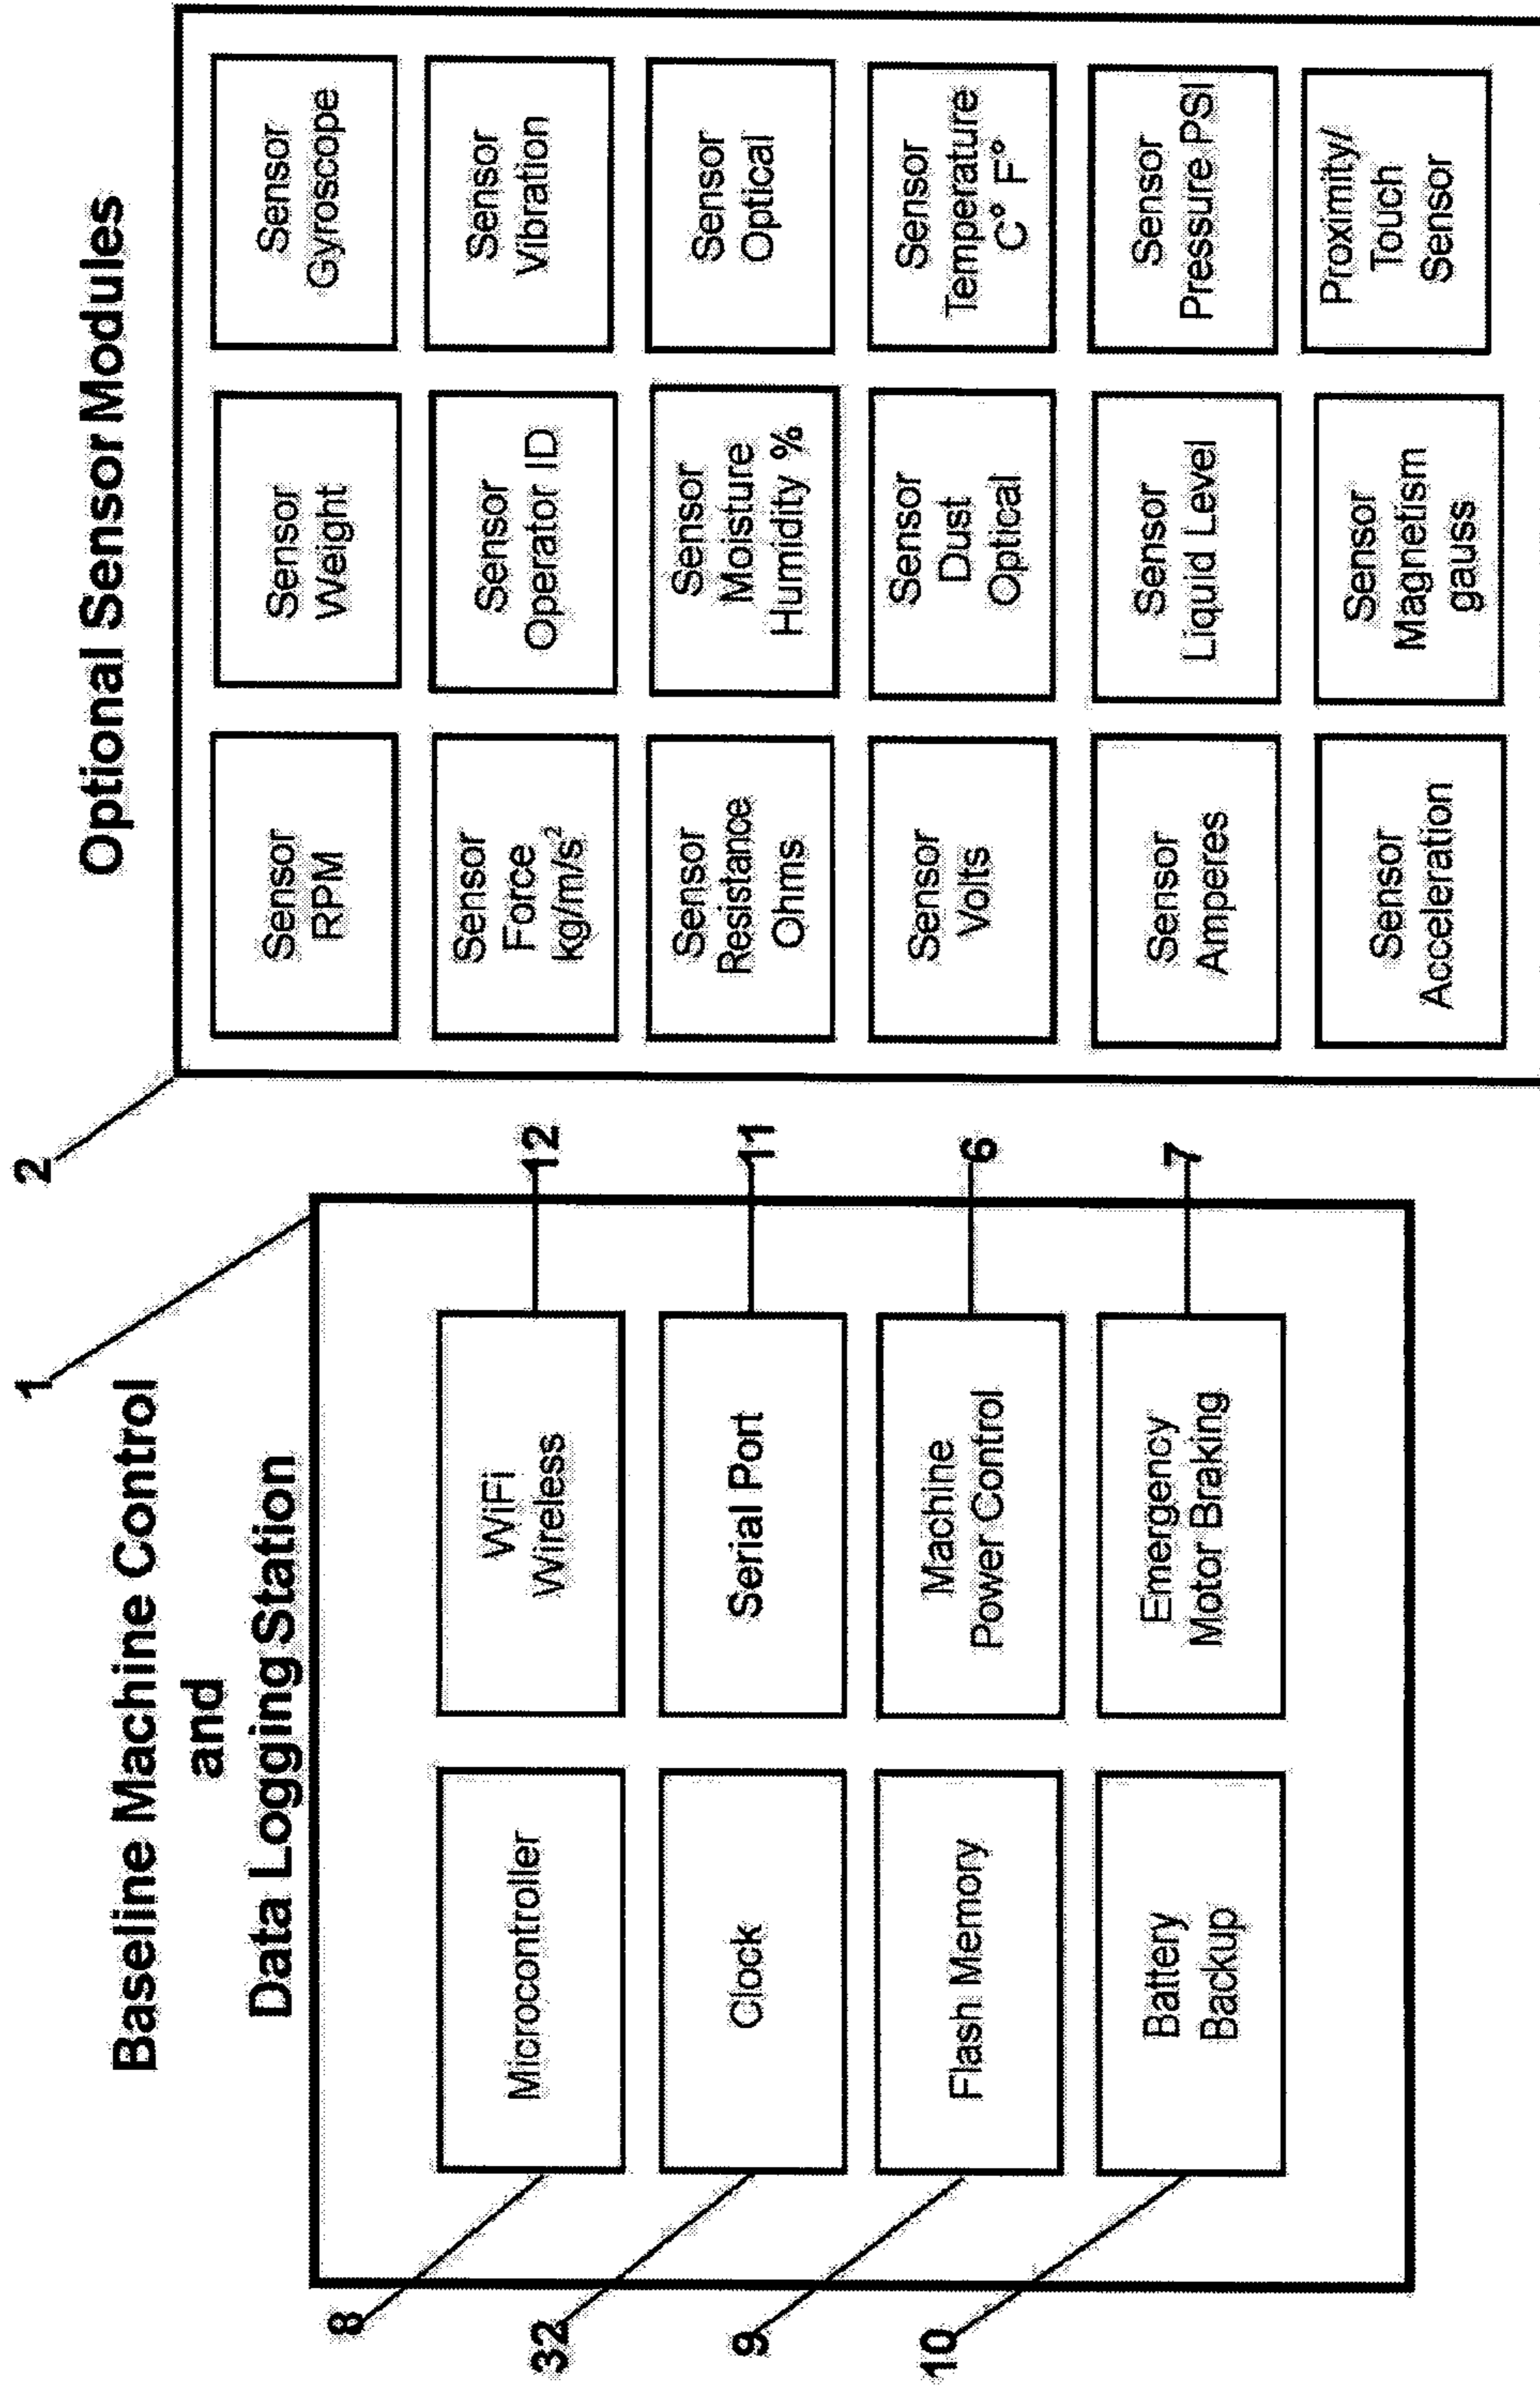 Baseline Machine Control
and
Data Logging Station
1
8
Microcontroller
WiFi
Wireless
12
32
Clock
Serial Port
11
9
Flash Memory
Machine
Power Control
6
10
Battery
Backup
Emergency
Motor Braking
7
Optional Sensor Modules
2
Sensor
RPM
Sensor
Weight
Sensor
Gyroscope
Sensor
Force
kg/m/s²
Sensor
Operator ID
Sensor
Vibration
Sensor
Resistance
Ohms
Sensor
Moisture
Humidity %
Sensor
Optical
Sensor
Volts
Sensor
Dust
Optical
Sensor
Temperature
C° F°
Sensor
Amperes
Sensor
Liquid Level
Sensor
Pressure PSI
Sensor
Acceleration
Sensor
Magnetism
gauss
Proximity/
Touch
Sensor